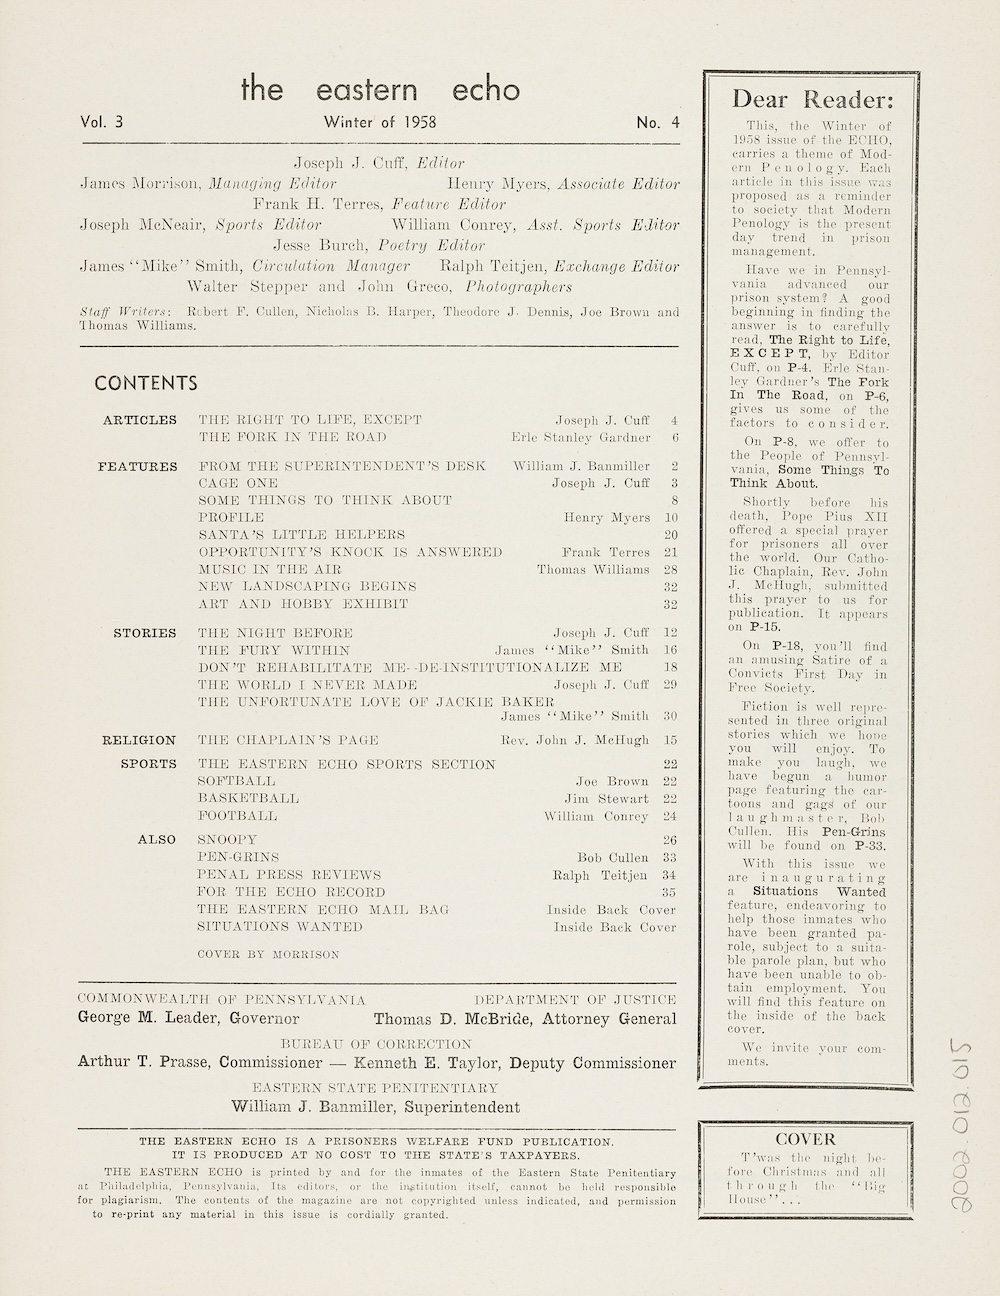 the eastern echo
Vol. 3 Winter of 1958 No. 4
Joseph J. Cuff, Editor
James Morrison, Managing Editor Henry Myers, Associate Editor
Frank H. Terres, Feature Editor
Joseph McNeair, Sports Editor William Conrey, Asst. Sports Editor
Jesse Burch, Poetry Editor
James "Mike" Smith, Circulation Manager Ralph Teitjen, Exchange Editor
Walter Stepper and John Greco, Photographers
Staff Writers: Robert F. Cullen, Nicholas B. Harper, Theodore J. Dennis, Joe Brown and
Thomas Williams.
CONTENTS
ARTICLES THE RIGHT TO LIFE, EXCEPT Joseph J. Cuff 4
THE FORK IN THE ROAD Erle Stanley Gardner 6
FEATURES FROM THE SUPERINTENDENT'S DESK William J. Banmiller 2
CAGE ONE Joseph J. Cuff 3
SOME THINGS TO THINK ABOUT 8
PROFILE Henry Myers 10
SANTA'S LITTLE HELPERS 20
OPPORTUNITY'S KNOCK IS ANSWERED Frank Terres 21
MUSIC IN THE AIR Thomas Williams 28
NEW LANDSCAPING BEGINS 32
ART AND HOBBY EXHIBIT 32
STORIES THE NIGHT BEFORE Joseph J. Cuff 12
THE FURY WITHIN James "Mike" Smith 16
DON'T REHABILITATE ME--DE-INSTITUTIONALIZE ME 18
THE WORLD I NEVER MADE Joseph J. Cuff 29
THE UNFORTUNATE LOVE OF JACKIE BAKER
James "Mike" Smith 30
RELIGION THE CHAPLAIN'S PAGE Rev. John J. McHugh 15
SPORTS THE EASTERN ECHO SPORTS SECTION 22
SOFTBALL Joe Brown 22
BASKETBALL Jim Stewart 22
FOOTBALL William Conrey 24
ALSO SNOOPY 26
PEN-GRINS Bob Cullen 33
PENAL PRESS REVIEWS Ralph Teitjen 34
FOR THE ECHO RECORD 35
THE EASTERN ECHO MAIL BAG Inside Back Cover
SITUATIONS WANTED Inside Back Cover
COVER BY MORRISON
COMMONWEALTH OF PENNSYLVANIA DEPARTMENT OF JUSTICE
George M. Leader, Governor Thomas D. McBride, Attorney General
BUREAU OF CORRECTION
Arthur T. Prasse, Commissioner — Kenneth E. Taylor, Deputy Commissioner
EASTERN STATE PENITENTIARY
William J. Banmiller, Superintendent
THE EASTERN ECHO IS A PRISONERS WELFARE FUND PUBLICATION.
IT IS PRODUCED AT NO COST TO THE STATE'S TAXPAYERS.
THE EASTERN ECHO is printed by and for the inmates of the Eastern State Penitentiary
at Philadelphia, Pennsylvania, Its editors, or the institution itself, cannot be held responsible
for plagiarism. The contents of the magazine are not copyrighted unless indicated, and permission
to re-print any material in this issue is cordially granted.
Dear Reader:
This, the Winter of
1958 issue of the ECHO,
carries a theme of Mod-
ern Penology. Each
article in this issue was
proposed as a reminder
to society that Modern
Penology is the present
day trend in prison
management.
Have we in Pennsyl-
vania advanced our
prison system? A good
beginning in finding the
answer is to carefully
read, The Right to Life,
EXCEPT, by Editor
Cuff, on P-4. Erle Stan-
ley Gardner's The Fork
In The Road, on P-6,
gives us some of the
factors to consider.
On P-8, we offer to
the People of Pennsyl-
vania, Some Things To
Think About.
Shortly before his
death, Pope Pius XII
offered a special prayer
for prisoners all over
the world. Our Catho-
lic Chaplain, Rev. John
J. McHugh, submitted
this prayer to us for
publication. It appears
on P-15.
On P-18, you'll find
an amusing Satire of a
Convicts First Day in
Free Society.
Fiction is well repre-
sented in three original
stories which we hope
you will enjoy. To
make you laugh, we
have begun a humor
page featuring the car-
toons and gags of our
laughmaster, Bob
Cullen. His Pen-Grins
will be found on P-33.
With this issue we
are inaugurating
a Situations Wanted
feature, endeavoring to
help those inmates who
have been granted pa-
role, subject to a suita-
ble parole plan, but who
have been unable to ob-
tain employment. You
will find this feature on
the inside of the back
cover.
We invite your com-
ments.
COVER
T'was the night be-
fore Christmas and all
through the "Big
House"...
2002.012.015